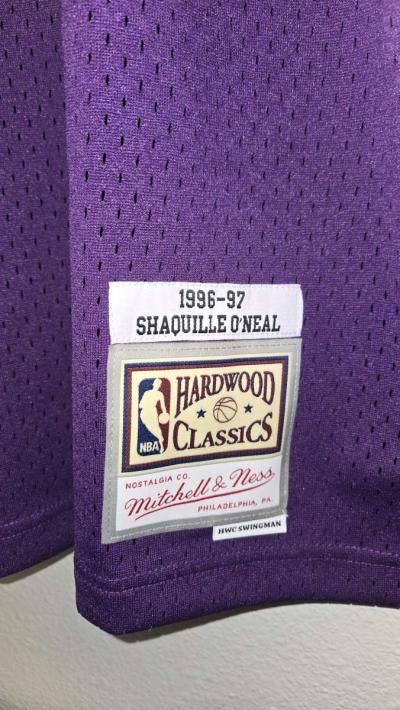 1996-97
SHAQUILLE O'NEAL
HARDWOOD
NBA
CLASSICS
NOSTALGIA CO.
Mitchell & Ness
PHILADELPHIA, PA.
HWC SWINGMAN